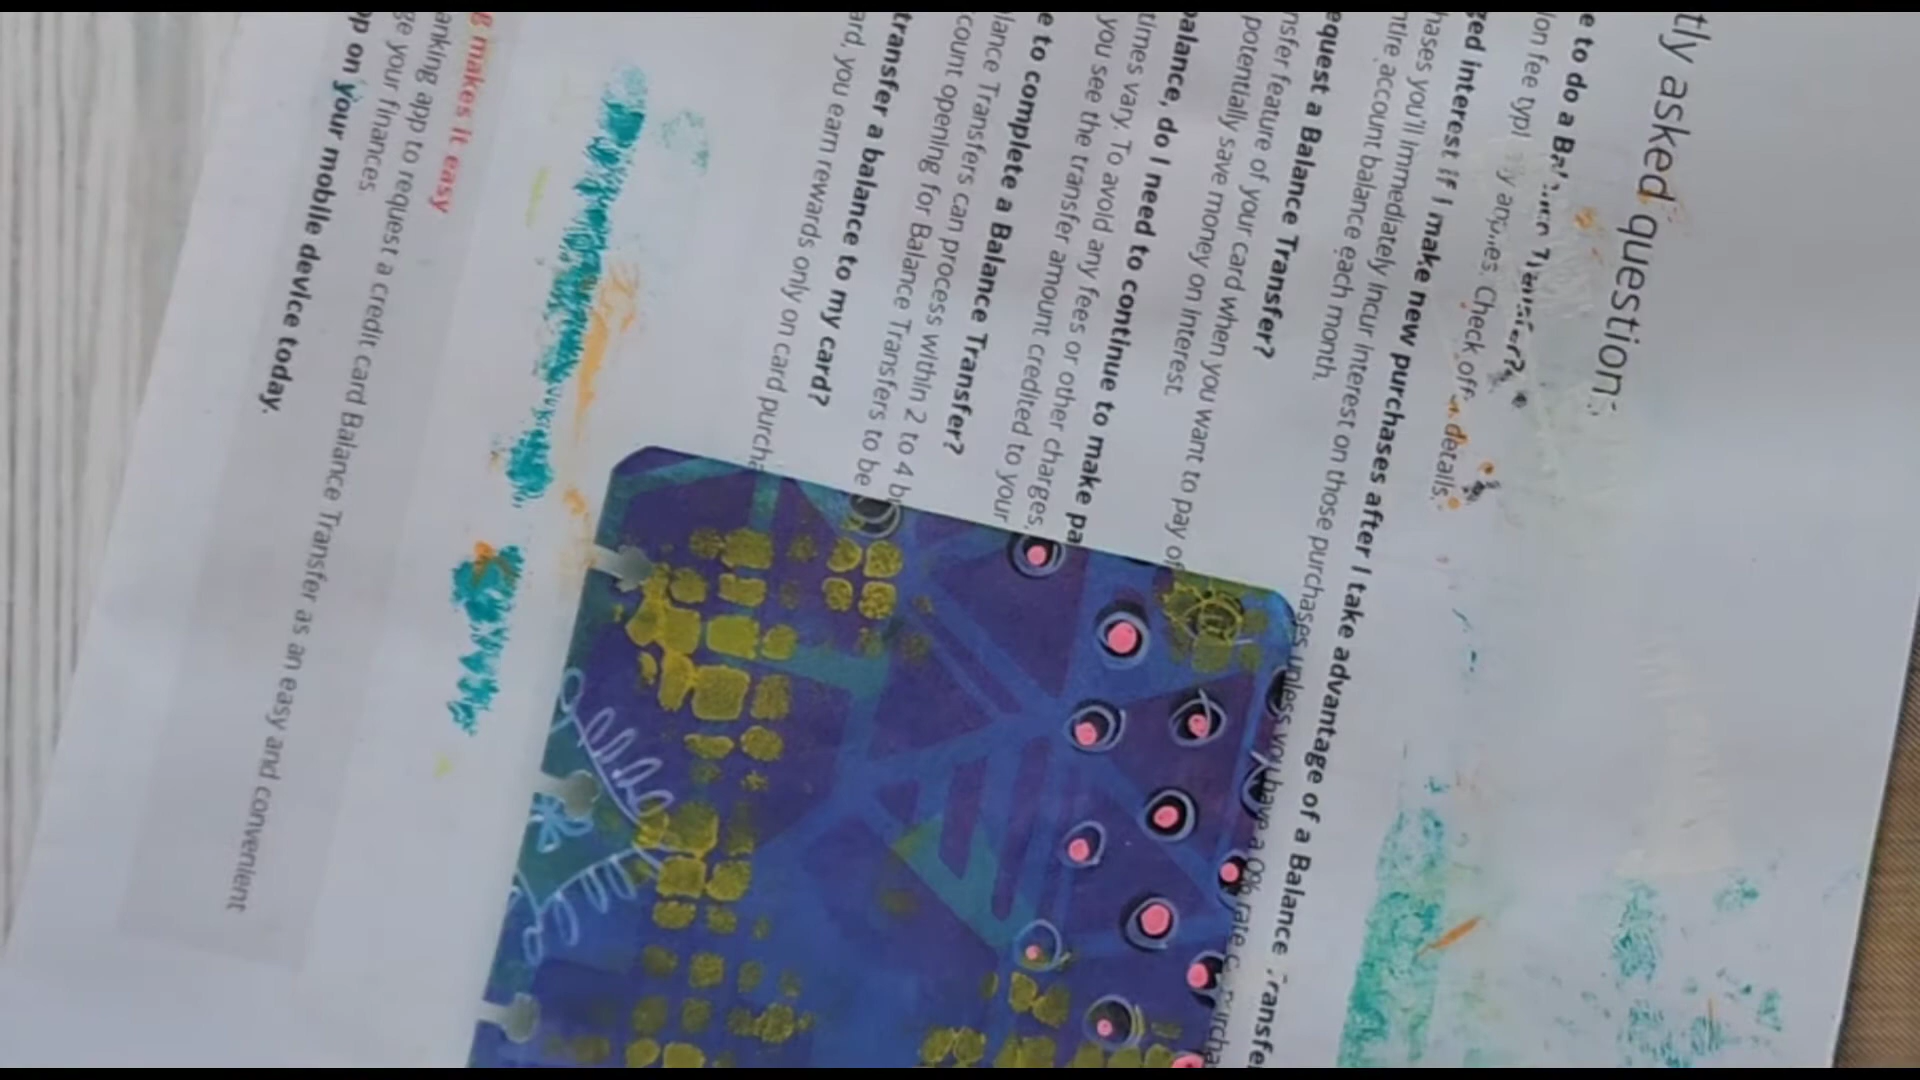 tly asked question
e to do a Transfer?
ion fee typ y applies. Check off details.
ged interest if I make new purchases after I take advantage of a Balance Transfe
hases you'll immediately incur interest on those purchases unless you have a 0% rate purcha
ntire account balance each month.
equest a Balance Transfer?
nsfer feature of your card when you want to pay of
potentially save money on interest.
balance, do I need to continue to make pa
times vary. To avoid any fees or other charges,
you see the transfer amount credited to your
e to complete a Balance Transfer?
lance Transfers can process within 2 to 4 b
count opening for Balance Transfers to be
transfer a balance to my card?
ard, you earn rewards only on card purcha
g makes it easy
anking app to request a credit card Balance Transfer as an easy and convenient
ge your finances
pp on your mobile device today.